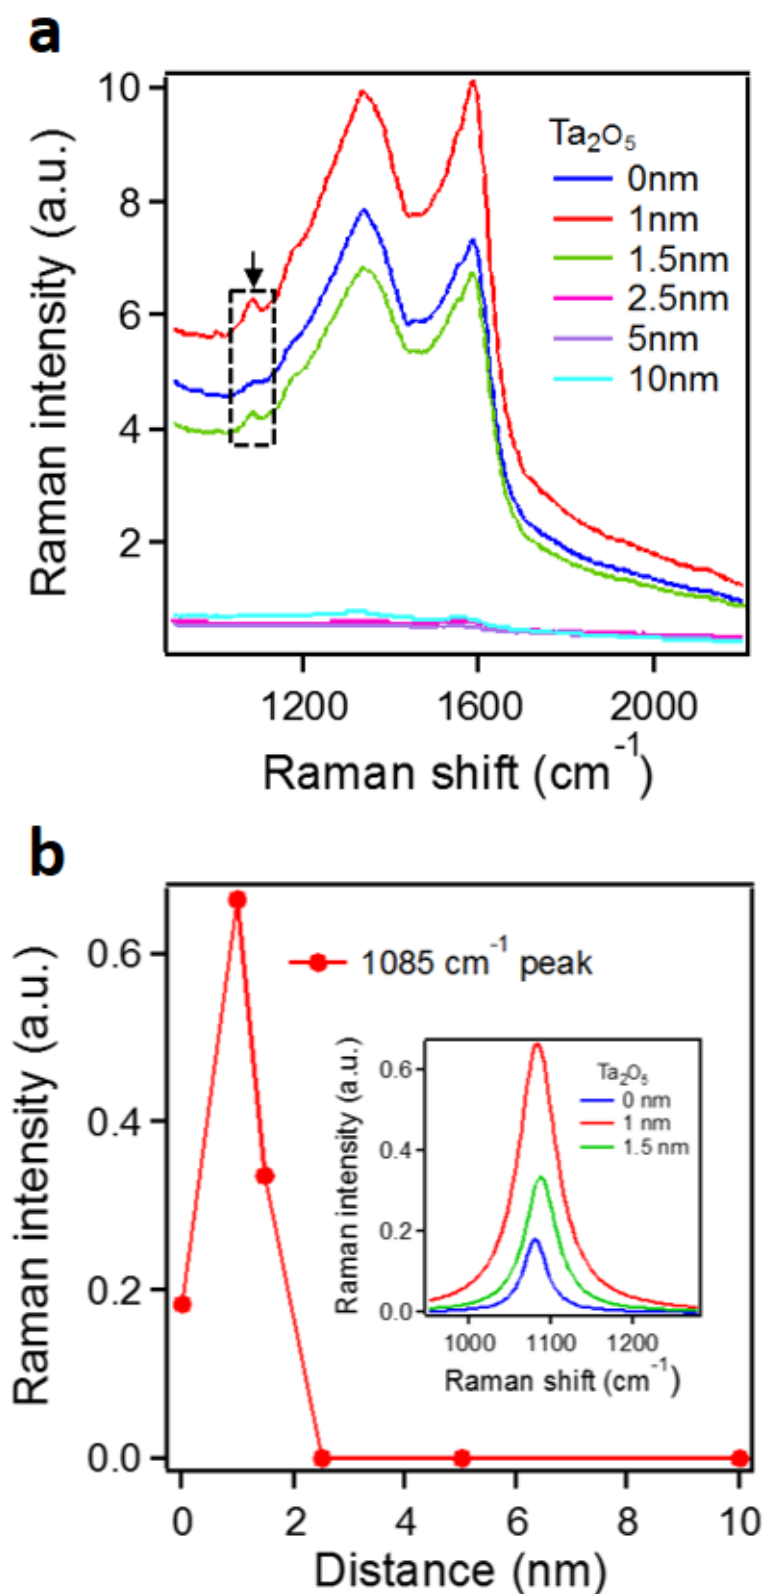 a
Raman intensity (a.u.)
10
8
6
4
2
Ta₂O₅
0nm
1nm
1.5nm
2.5nm
5nm
10nm
1200 1600 2000
Raman shift (cm⁻¹)
b
Raman intensity (a.u.)
0.6
0.4
0.2
0.0
1085 cm⁻¹ peak
Raman intensity (a.u.)
0.6
0.4
0.2
0.0
Ta₂O₅
0 nm
1 nm
1.5 nm
1000 1100 1200
Raman shift (cm⁻¹)
0 2 4 6 8 10
Distance (nm)